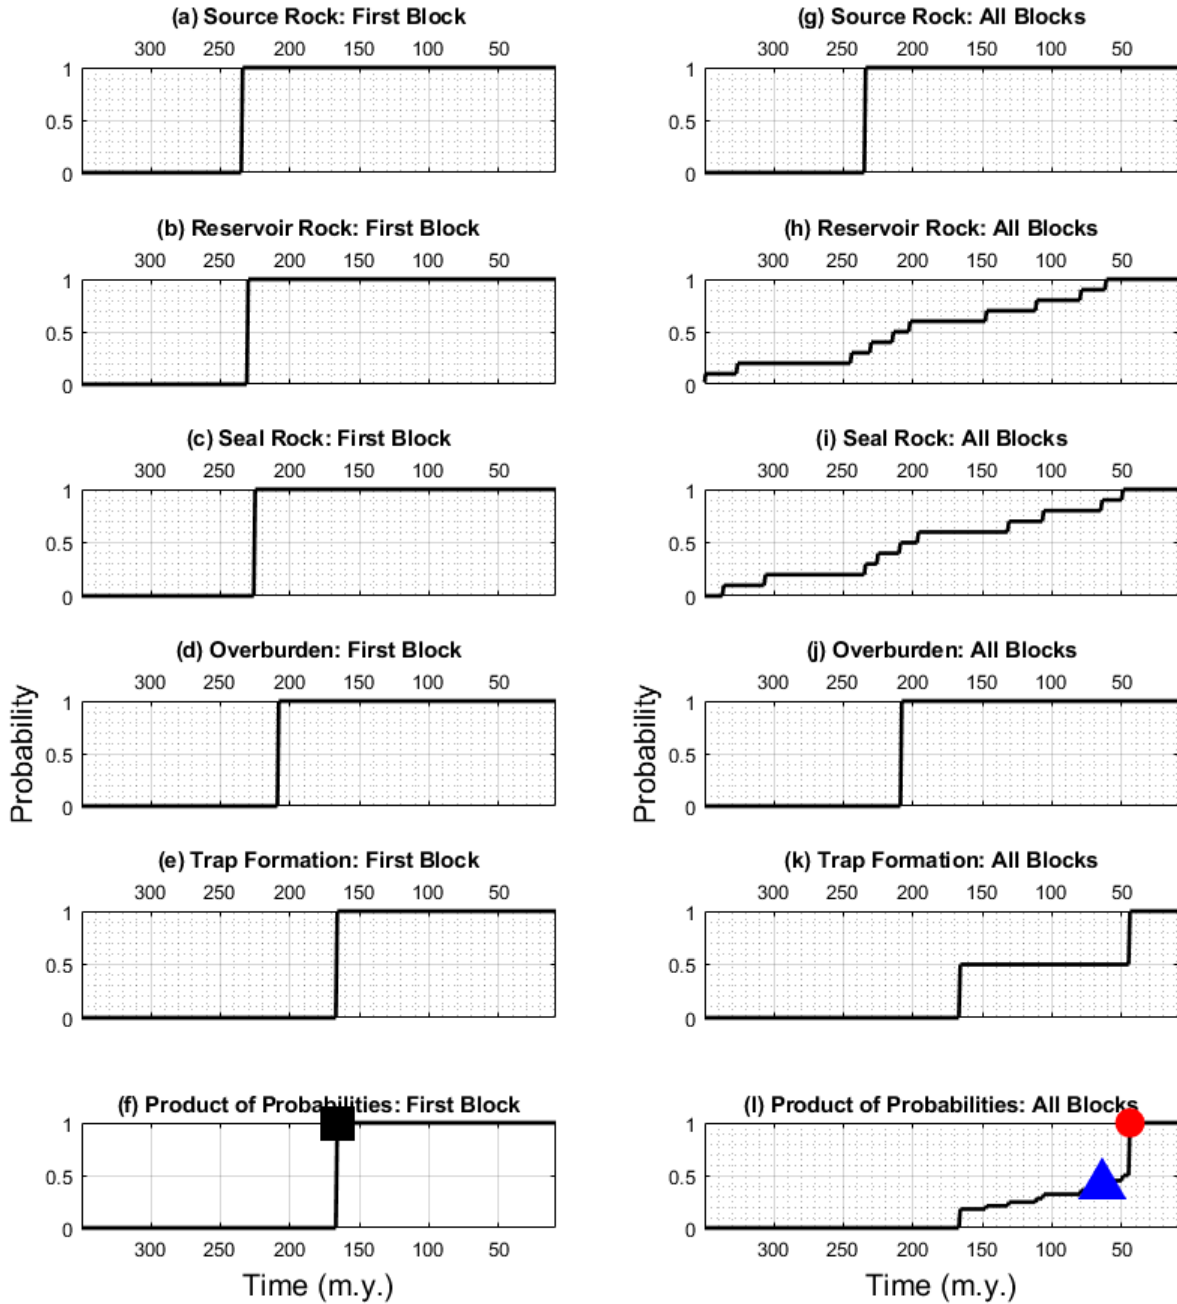 (a) Source Rock: First Block
300 250 200 150 100 50
1
0.5
0
(b) Reservoir Rock: First Block
300 250 200 150 100 50
1
0.5
0
(c) Seal Rock: First Block
300 250 200 150 100 50
1
0.5
0
(d) Overburden: First Block
300 250 200 150 100 50
1
0.5
0
Probability
(e) Trap Formation: First Block
300 250 200 150 100 50
1
0.5
0
(f) Product of Probabilities: First Block
1
0.5
0
300 250 200 150 100 50
Time (m.y.)
(g) Source Rock: All Blocks
300 250 200 150 100 50
1
0.5
0
(h) Reservoir Rock: All Blocks
300 250 200 150 100 50
1
0.5
0
(i) Seal Rock: All Blocks
300 250 200 150 100 50
1
0.5
0
(j) Overburden: All Blocks
300 250 200 150 100 50
1
0.5
0
Probability
(k) Trap Formation: All Blocks
300 250 200 150 100 50
1
0.5
0
(l) Product of Probabilities: All Blocks
1
0.5
0
300 250 200 150 100 50
Time (m.y.)